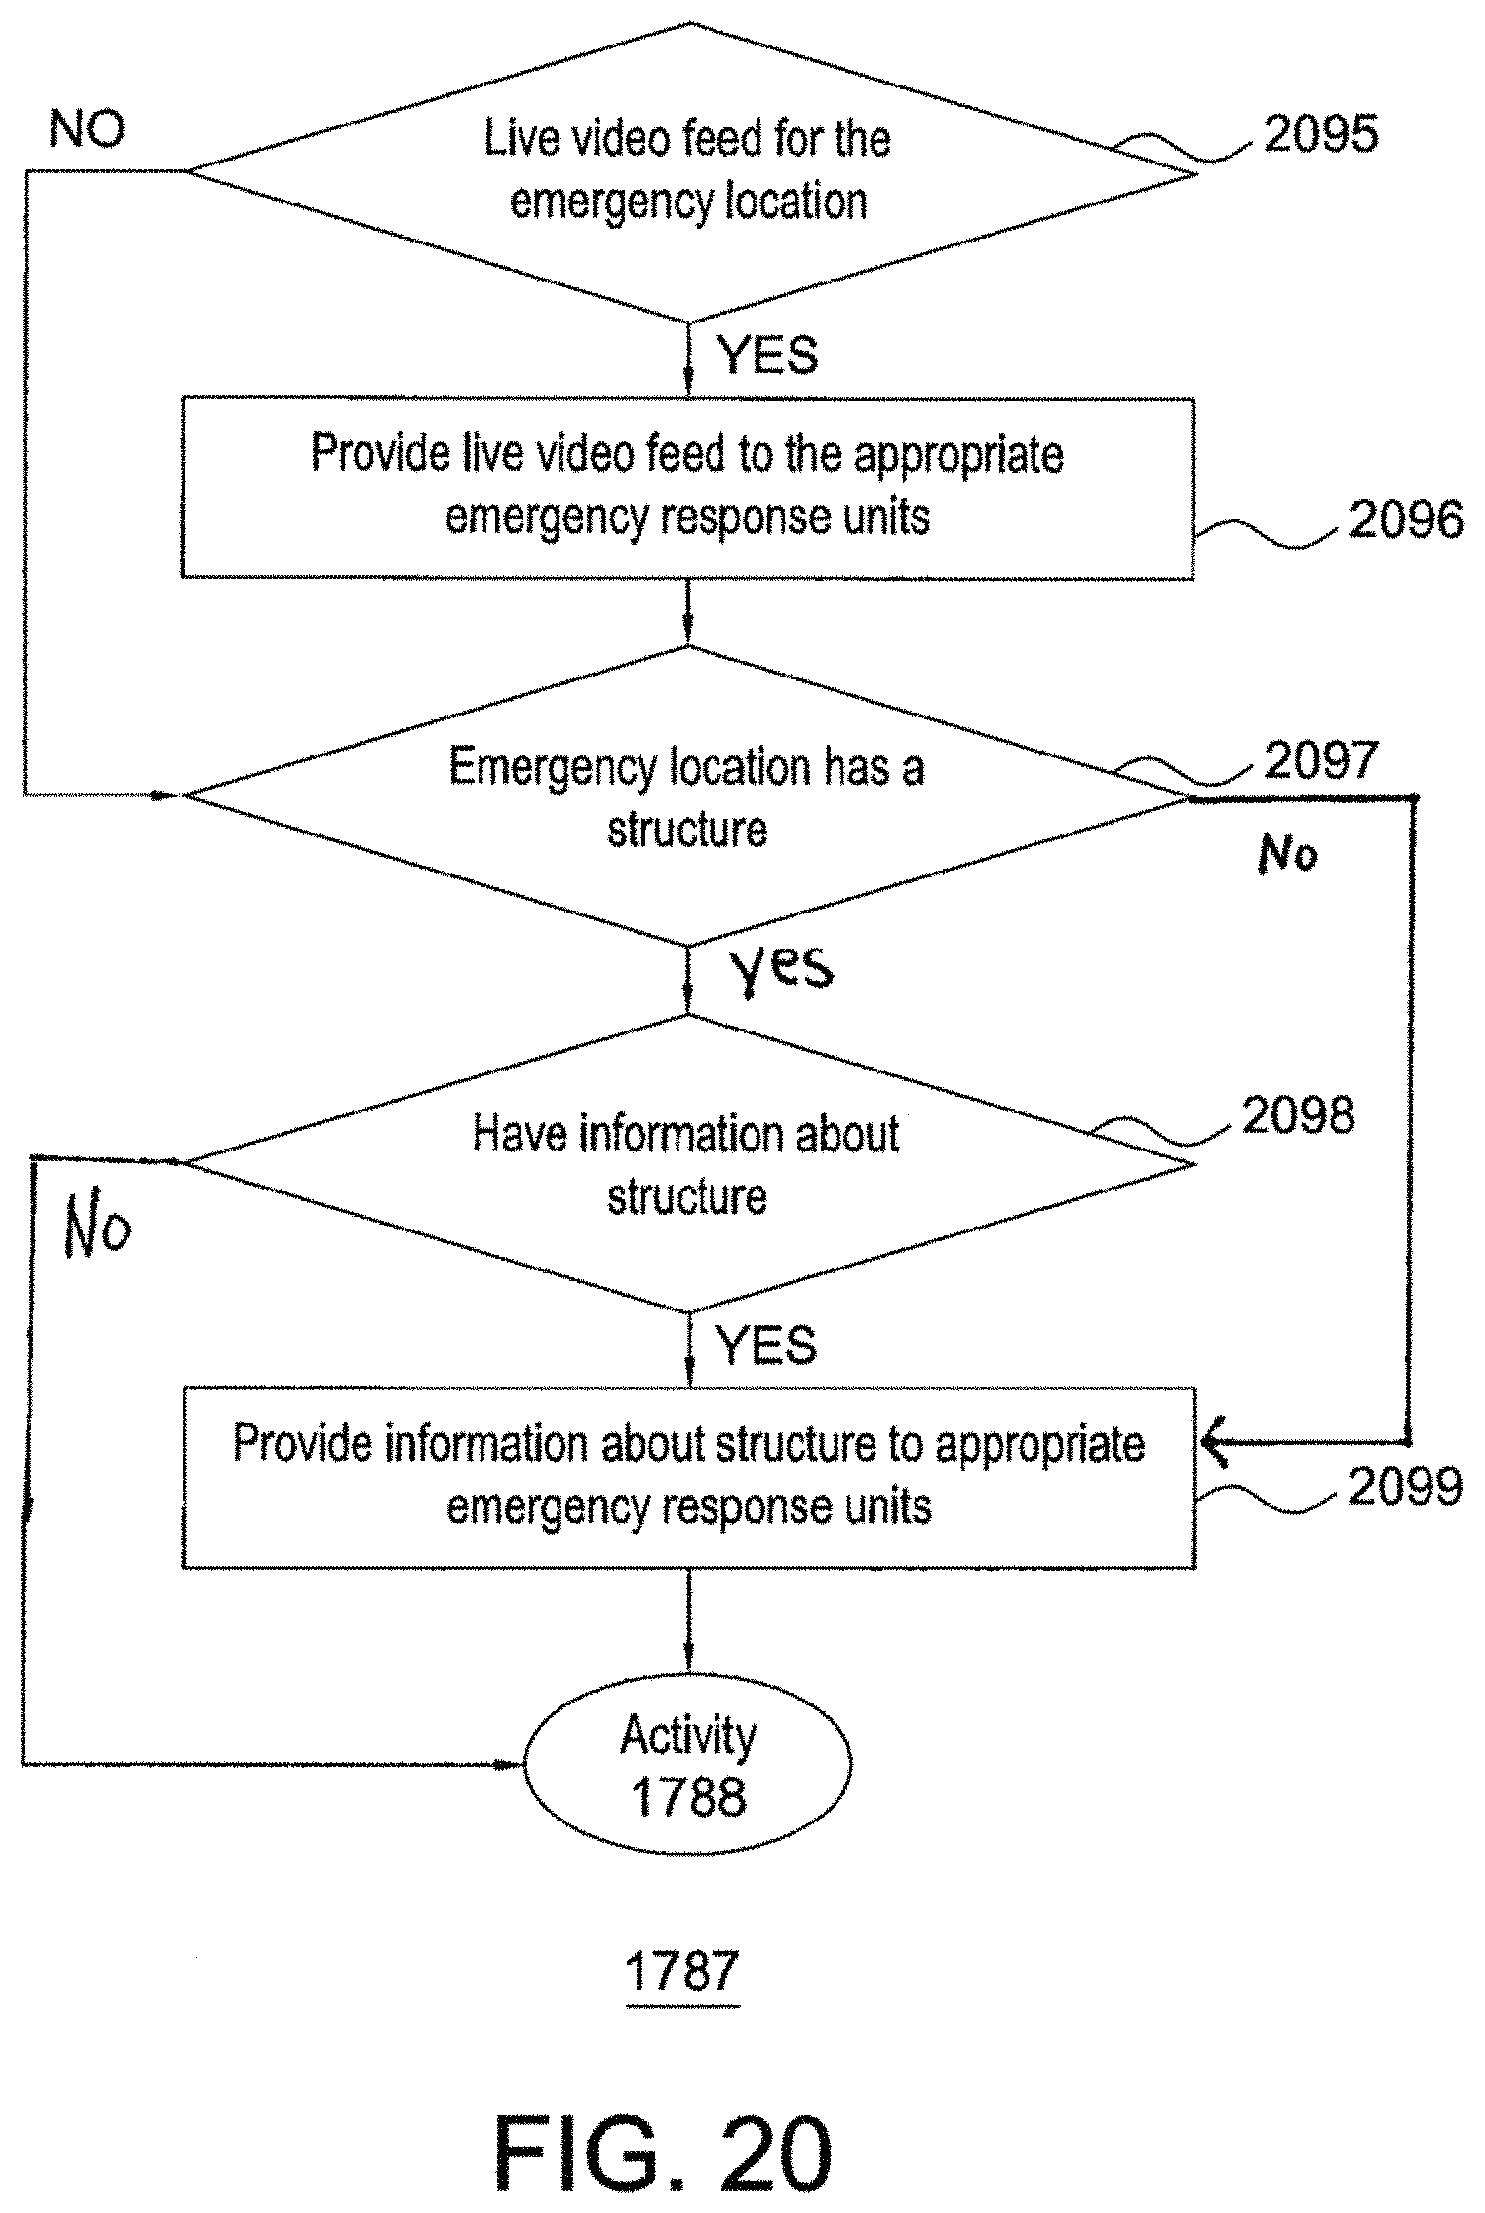 NO
Live video feed for the
emergency location
2095
YES
Provide live video feed to the appropriate
emergency response units
2096
Emergency location has a
structure
2097
No
Yes
Have information about
structure
2098
No
YES
Provide information about structure to appropriate
emergency response units
2099
Activity
1788
1787
FIG. 20